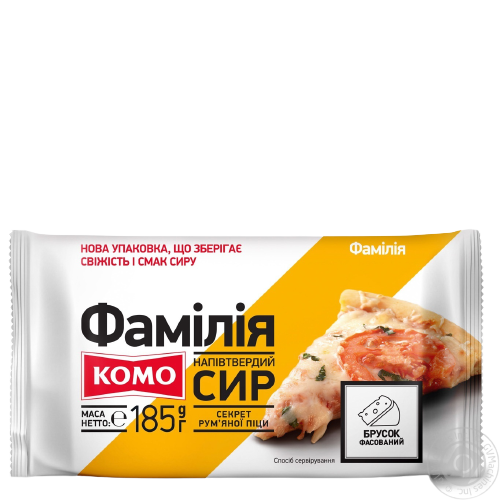 НОВА УПАКОВКА, ЩО ЗБЕРІГАЄ
СВІЖІСТЬ І СМАК СИРУ
Фамілія
Фамілія
КОМО
НАПІВТВЕРДИЙ
СИР
МАСА
НЕТТО: ℮ 185 g г
СЕКРЕТ
РУМ'ЯНОЇ ПІЦИ
БРУСОК
ФАСОВАНИЙ
Спосіб сервірування